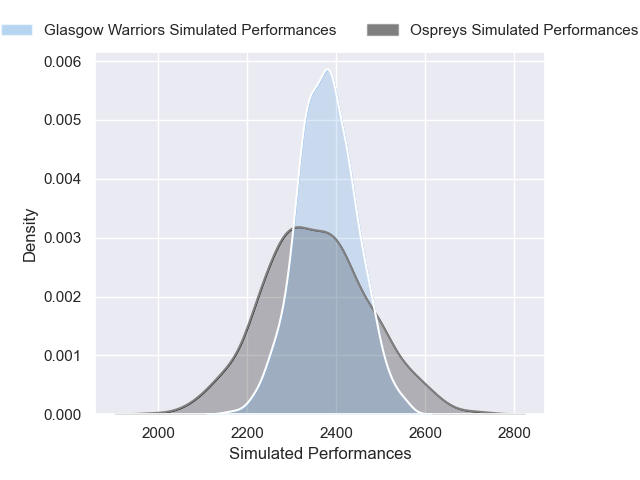 Glasgow Warriors Simulated Performances Ospreys Simulated Performances
0.006
0.005
0.004
0.003
0.002
0.001
0.000
Density
2000 2200 2400 2600 2800
Simulated Performances